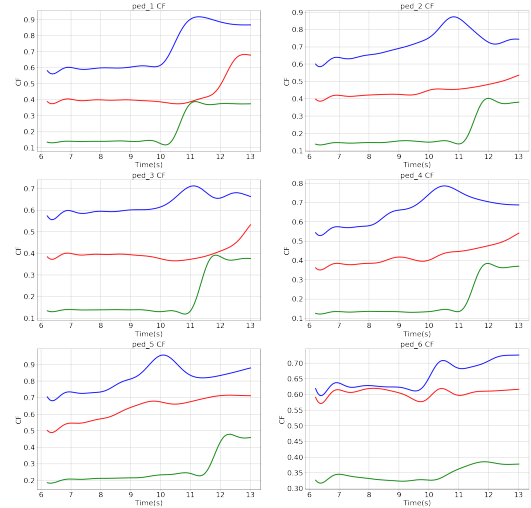 ped_1 CF
0.9
0.8
0.7
0.6
0.5
0.4
0.3
0.2
0.1
CF
6 7 8 9 10 11 12 13
Time(s)
ped_2 CF
0.9
0.8
0.7
0.6
0.5
0.4
0.3
0.2
0.1
CF
6 7 8 9 10 11 12 13
Time(s)
ped_3 CF
0.7
0.6
0.5
0.4
0.3
0.2
0.1
CF
6 7 8 9 10 11 12 13
Time(s)
ped_4 CF
0.8
0.7
0.6
0.5
0.4
0.3
0.2
0.1
CF
6 7 8 9 10 11 12 13
Time(s)
ped_5 CF
0.9
0.8
0.7
0.6
0.5
0.4
0.3
0.2
CF
6 7 8 9 10 11 12 13
Time(s)
ped_6 CF
0.70
0.65
0.60
0.55
0.50
0.45
0.40
0.35
0.30
CF
6 7 8 9 10 11 12 13
Time(s)